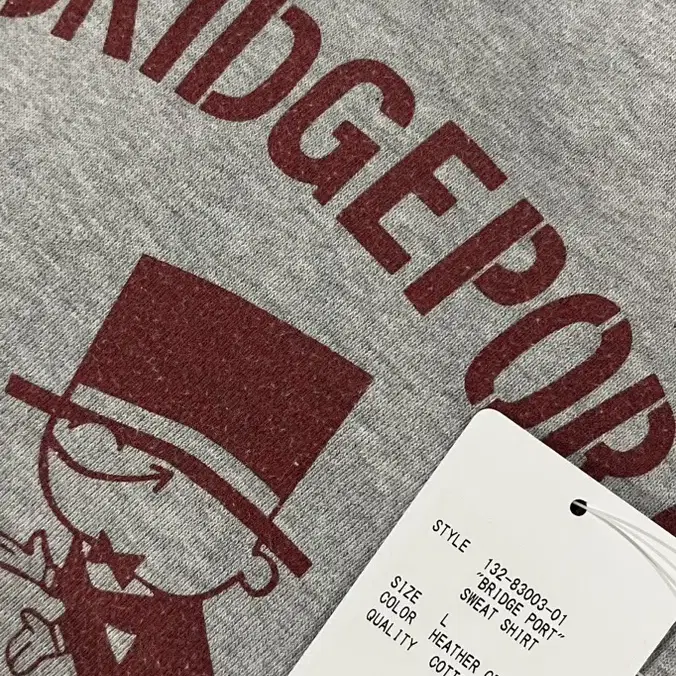 BRIDGEPOR
STYLE 132-83003-01
"BRIDGE PORT"
SWEAT SHIRT
SIZE L
COLOR HEATHER
QUALITY